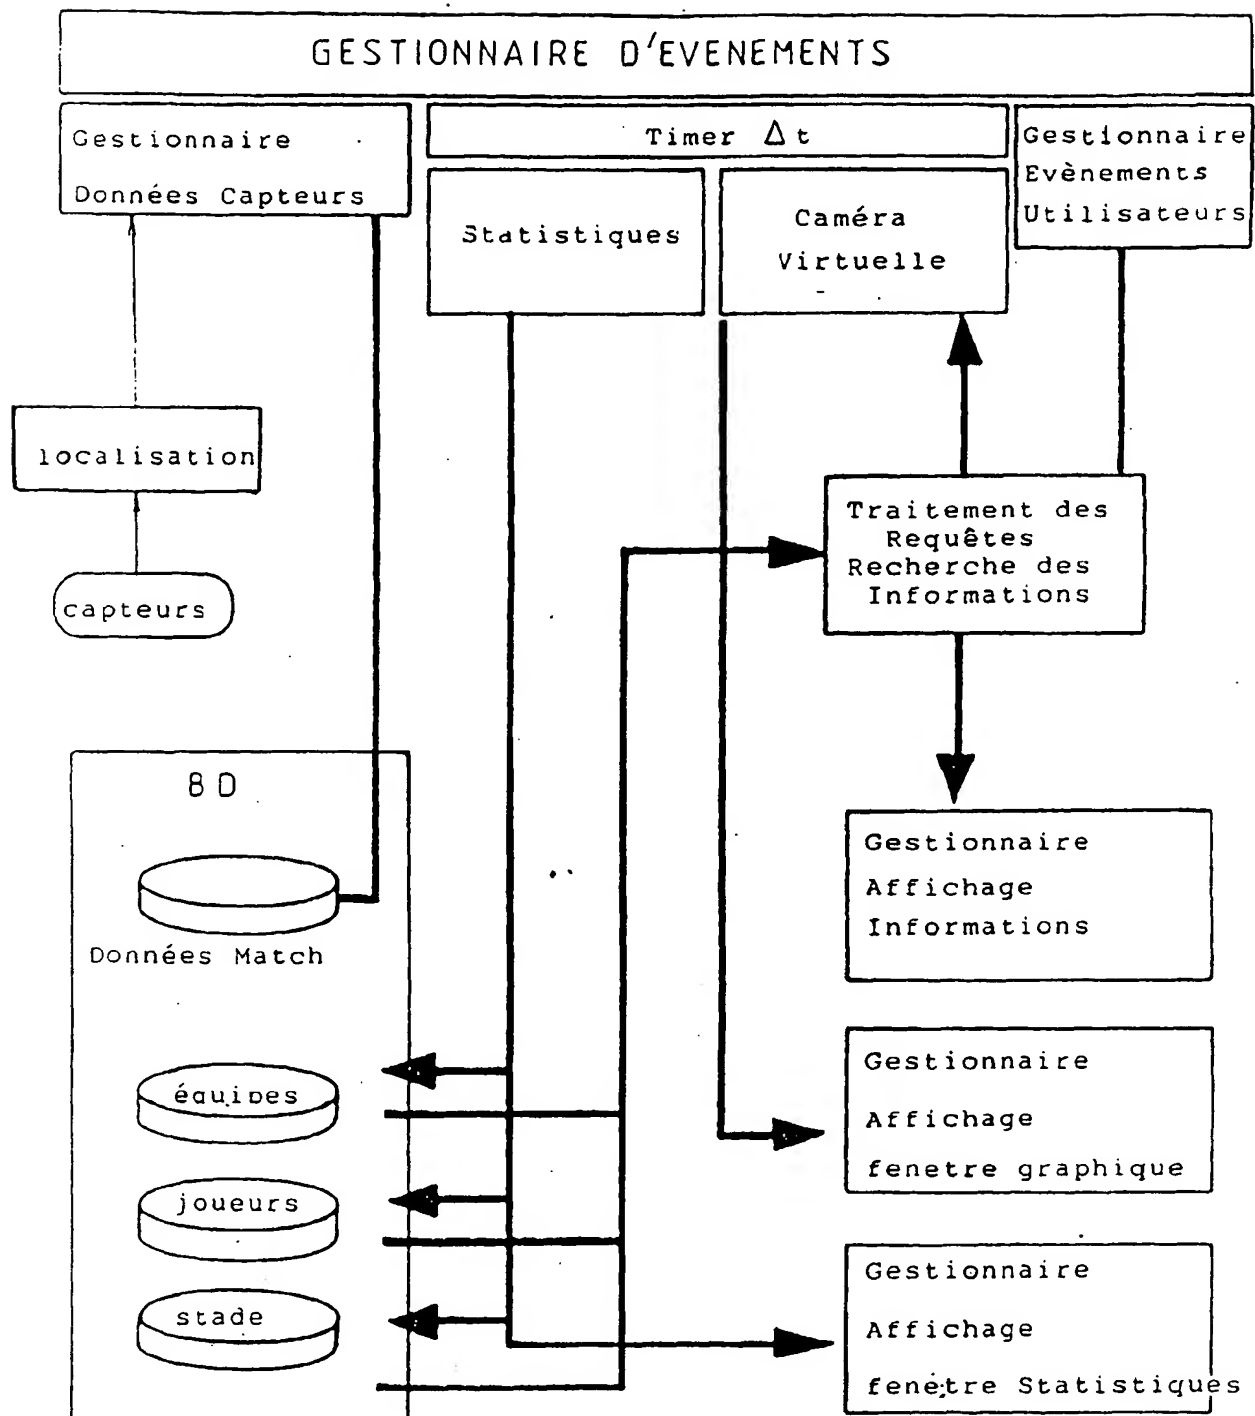 GESTIONNAIRE D'EVENEMENTS
Gestionnaire
Données Capteurs
Timer Δt
Statistiques
Caméra
Virtuelle
Gestionnaire
Evènements
Utilisateurs
localisation
capteurs
Traitement des
Requêtes
Recherche des
Informations
BD
Données Match
équipes
joueurs
stade
Gestionnaire
Affichage
Informations
Gestionnaire
Affichage
fenetre graphique
Gestionnaire
Affichage
fenètre Statistiques